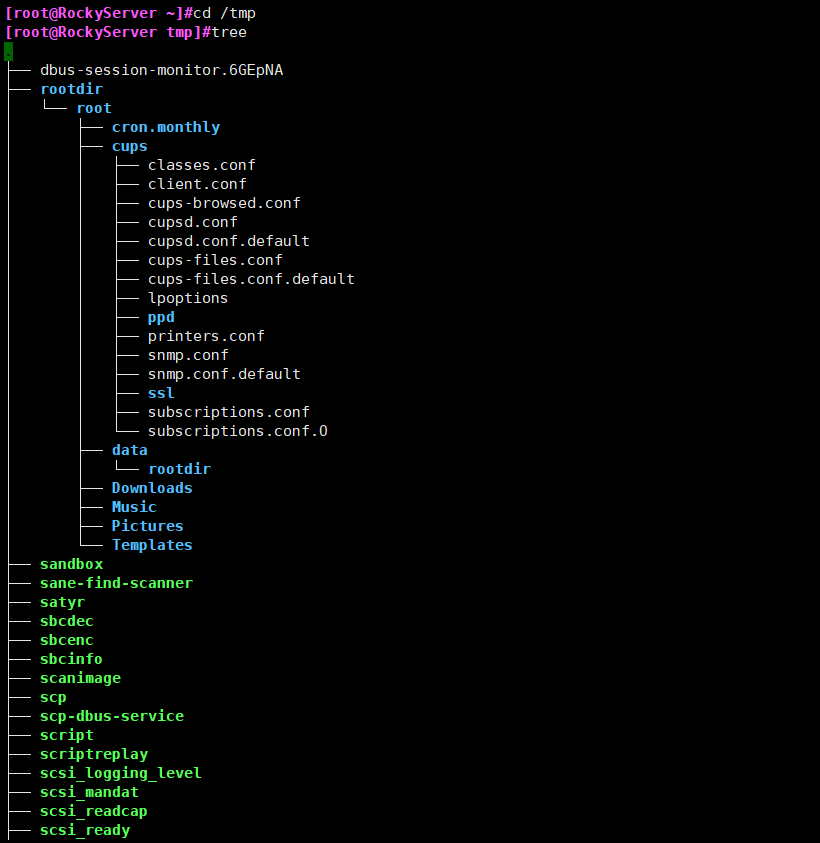 [root@RockyServer ~]#cd /tmp
[root@RockyServer tmp]#tree
.
├── dbus-session-monitor.6GEpNA
├── rootdir
│   └── root
│       ├── cron.monthly
│       ├── cups
│       │   ├── classes.conf
│       │   ├── client.conf
│       │   ├── cups-browsed.conf
│       │   ├── cupsd.conf
│       │   ├── cupsd.conf.default
│       │   ├── cups-files.conf
│       │   ├── cups-files.conf.default
│       │   ├── lpoptions
│       │   ├── ppd
│       │   ├── printers.conf
│       │   ├── snmp.conf
│       │   ├── snmp.conf.default
│       │   ├── ssl
│       │   ├── subscriptions.conf
│       │   └── subscriptions.conf.O
│       ├── data
│       │   └── rootdir
│       ├── Downloads
│       ├── Music
│       ├── Pictures
│       └── Templates
├── sandbox
├── sane-find-scanner
├── satyr
├── sbcdec
├── sbcenc
├── sbcinfo
├── scanimage
├── scp
├── scp-dbus-service
├── script
├── scriptreplay
├── scsi_logging_level
├── scsi_mandat
├── scsi_readcap
├── scsi_ready